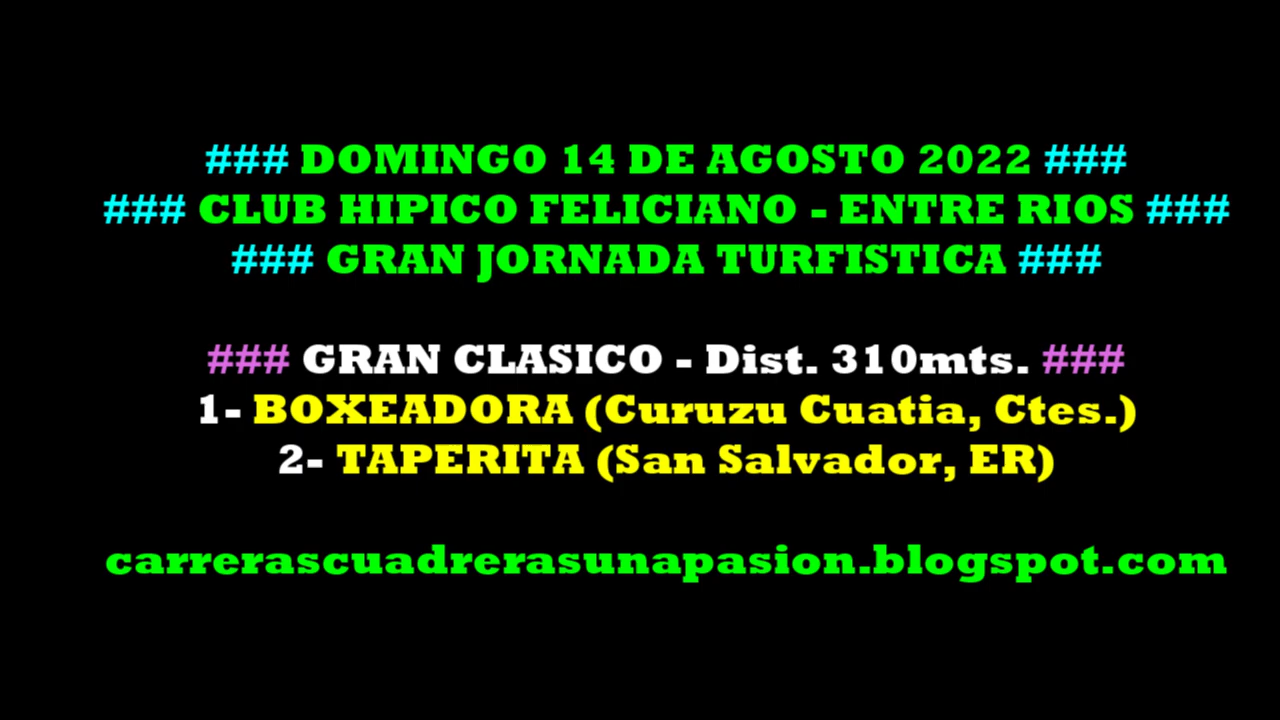 ### DOMINGO 14 DE AGOSTO 2022 ###
### CLUB HIPICO FELICIANO - ENTRE RIOS ###
### GRAN JORNADA TURFISTICA ###
### GRAN CLASICO - Dist. 310mts. ###
1- BOXEADORA (Curuzu Cuatia, Ctes.)
2- TAPERITA (San Salvador, ER)
carrerascuadrerasunapasion.blogspot.com